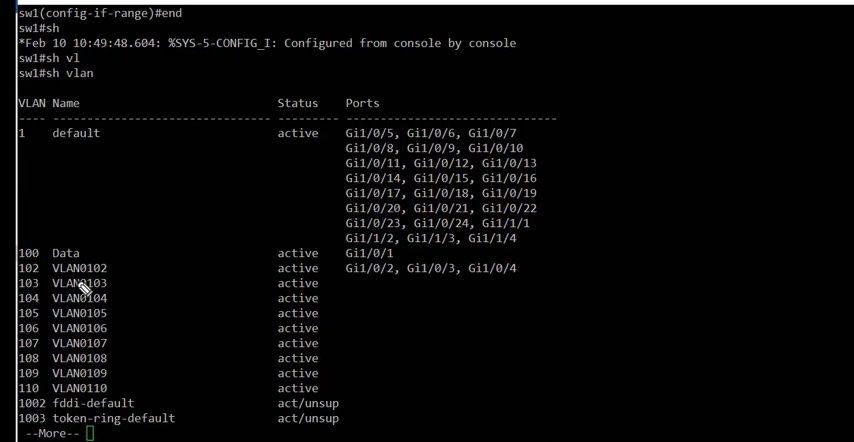 sw1(config-if-range)#end
sw1#sh
*Feb 10 10:49:48.604: %SYS-5-CONFIG_I: Configured from console by console
sw1#sh vl
sw1#sh vlan
VLAN Name                             Status    Ports
---- -------------------------------- --------- -------------------------------
1    default                          active    Gi1/0/5, Gi1/0/6, Gi1/0/7
                                                Gi1/0/8, Gi1/0/9, Gi1/0/10
                                                Gi1/0/11, Gi1/0/12, Gi1/0/13
                                                Gi1/0/14, Gi1/0/15, Gi1/0/16
                                                Gi1/0/17, Gi1/0/18, Gi1/0/19
                                                Gi1/0/20, Gi1/0/21, Gi1/0/22
                                                Gi1/0/23, Gi1/0/24, Gi1/1/1
                                                Gi1/1/2, Gi1/1/3, Gi1/1/4
100  Data                             active    Gi1/0/1
102  VLAN0102                         active    Gi1/0/2, Gi1/0/3, Gi1/0/4
103  VLAN0103                         active
104  VLAN0104                         active
105  VLAN0105                         active
106  VLAN0106                         active
107  VLAN0107                         active
108  VLAN0108                         active
109  VLAN0109                         active
110  VLAN0110                         active
1002 fddi-default                     act/unsup
1003 token-ring-default               act/unsup
 --More--